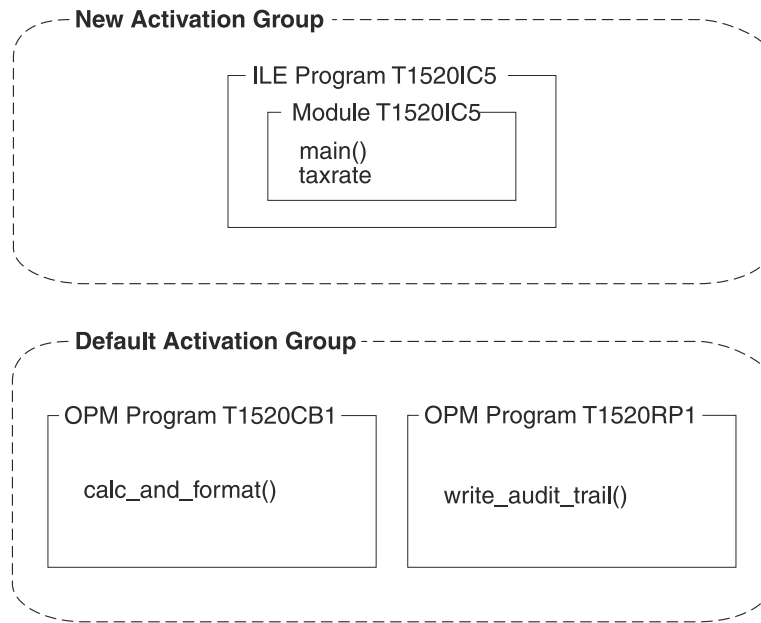 New Activation Group
ILE Program T1520IC5
Module T1520IC5
main()
taxrate
Default Activation Group
OPM Program T1520CB1
OPM Program T1520RP1
calc_and_format()
write_audit_trail()